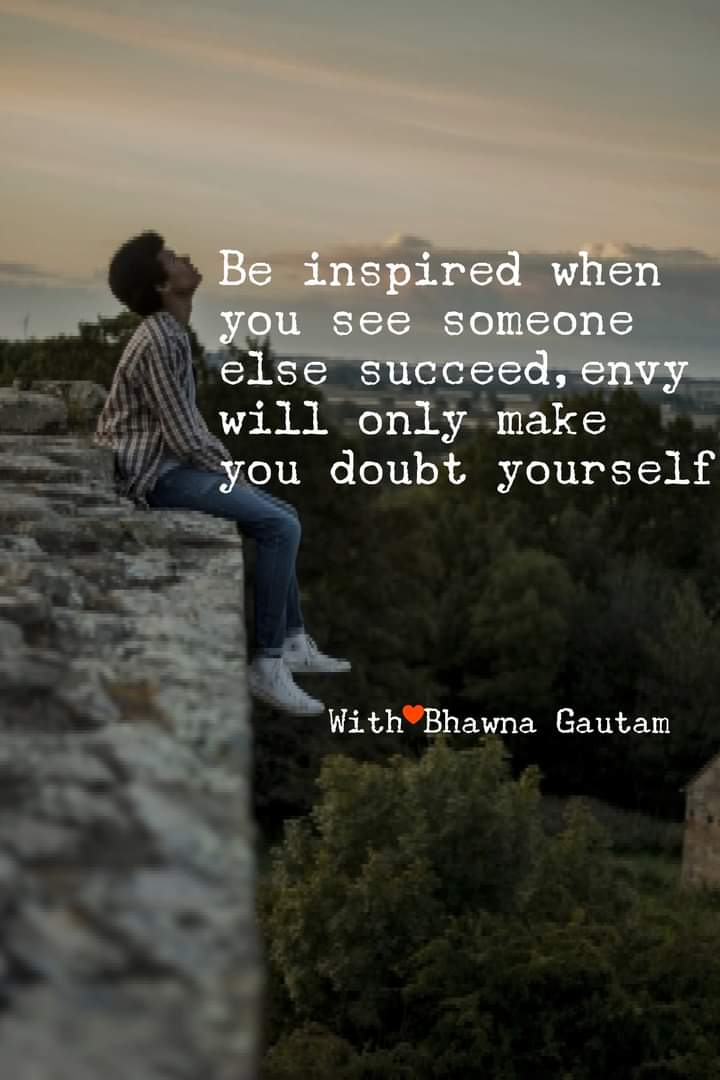 Be inspired when
you see someone
else succeed, envy
will only make
you doubt yourself
With❤Bhawna Gautam